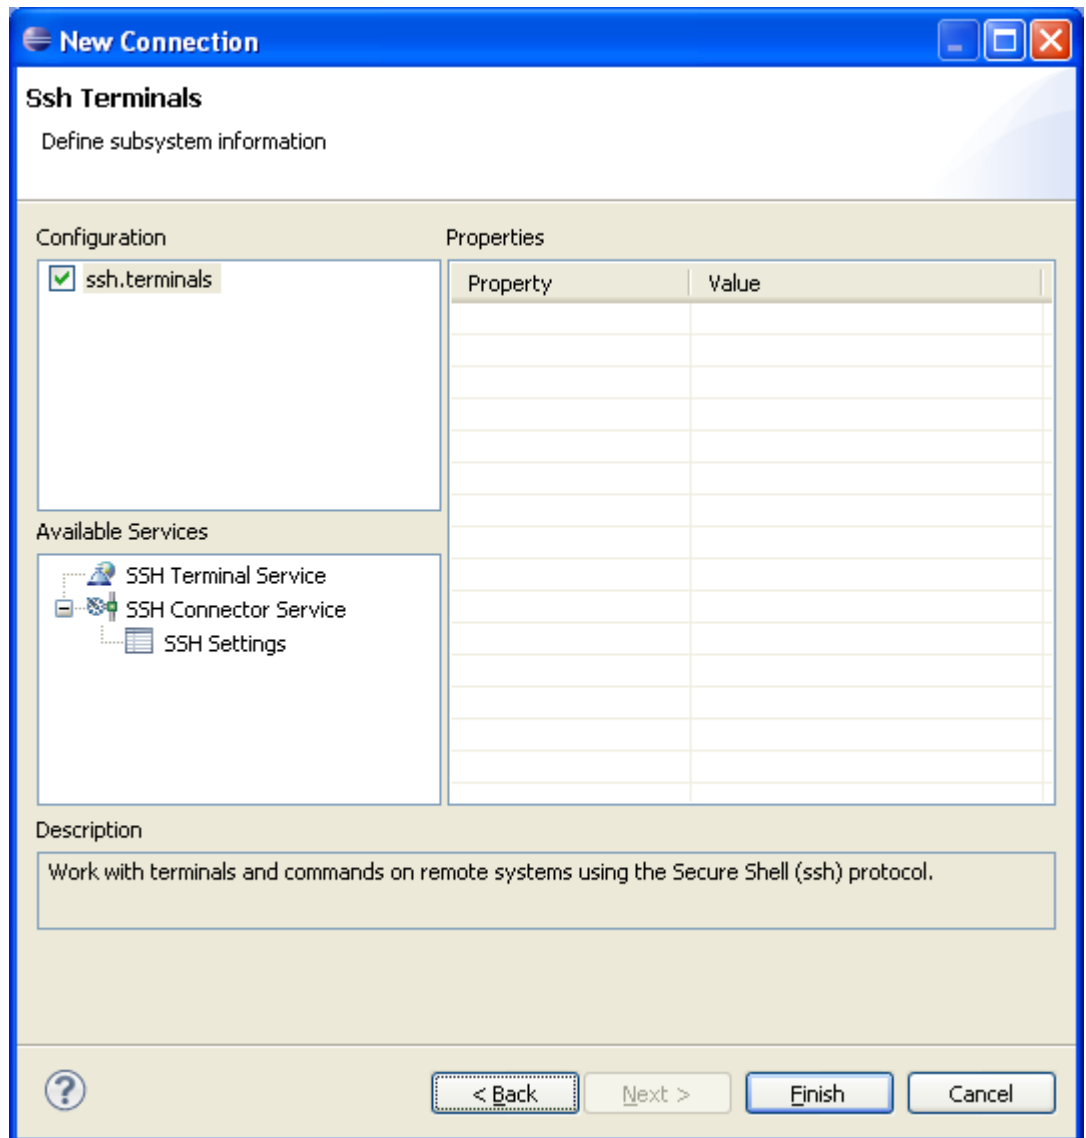 New Connection
Ssh Terminals
Define subsystem information
Configuration
Properties
ssh.terminals
Property Value
Available Services
SSH Terminal Service
SSH Connector Service
SSH Settings
Description
Work with terminals and commands on remote systems using the Secure Shell (ssh) protocol.
? < Back Next > Finish Cancel